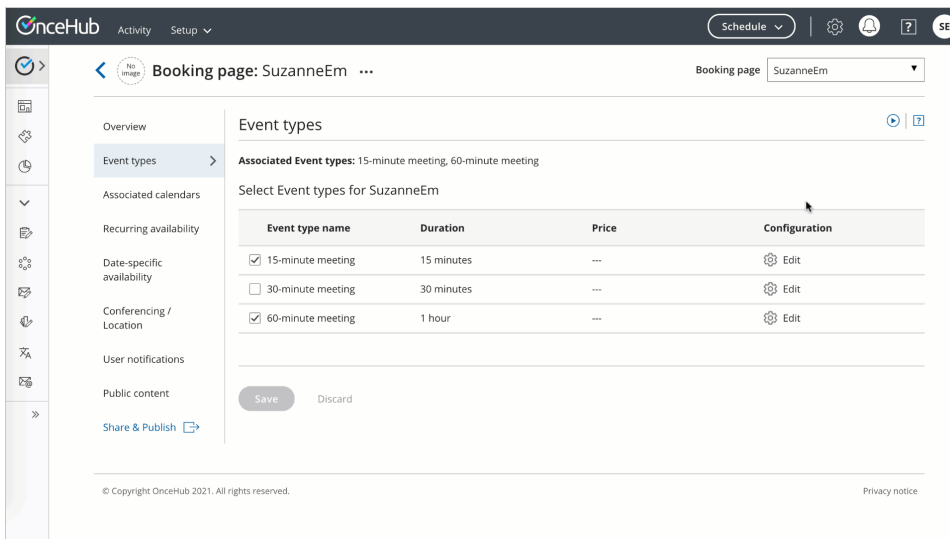 OnceHub Activity Setup Schedule ? SE
No image Booking page: SuzanneEm ••• Booking page SuzanneEm
Overview
Event types
Associated calendars
Recurring availability
Date-specific
availability
Conferencing /
Location
User notifications
Public content
Share & Publish
Event types ?
Associated Event types: 15-minute meeting, 60-minute meeting
Select Event types for SuzanneEm
Event type name Duration Price Configuration
15-minute meeting 15 minutes --- Edit
30-minute meeting 30 minutes --- Edit
60-minute meeting 1 hour --- Edit
Save Discard
© Copyright OnceHub 2021. All rights reserved. Privacy notice